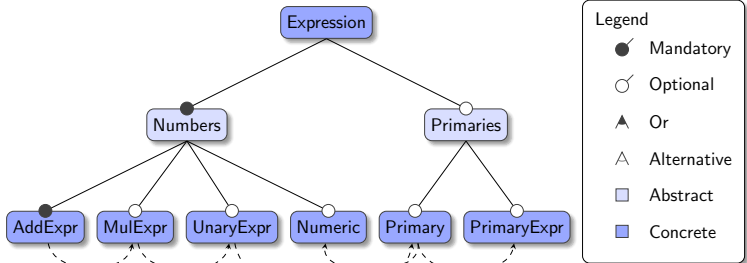 Expression
Numbers
Primaries
AddExpr
MulExpr
UnaryExpr
Numeric
Primary
PrimaryExpr
Legend
Mandatory
Optional
Or
Alternative
Abstract
Concrete